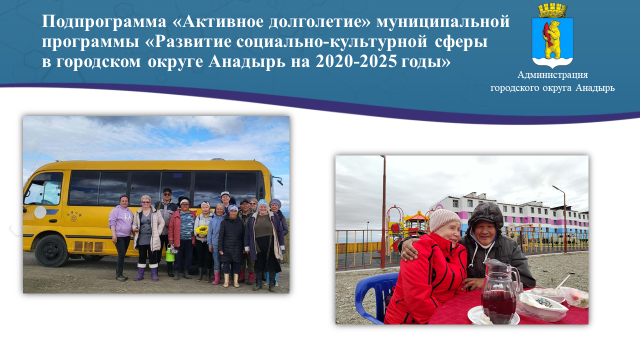 Подпрограмма «Активное долголетие» муниципальной
программы «Развитие социально-культурной сферы
в городском округе Анадырь на 2020-2025 годы»
Администрация
городского округа Анадырь